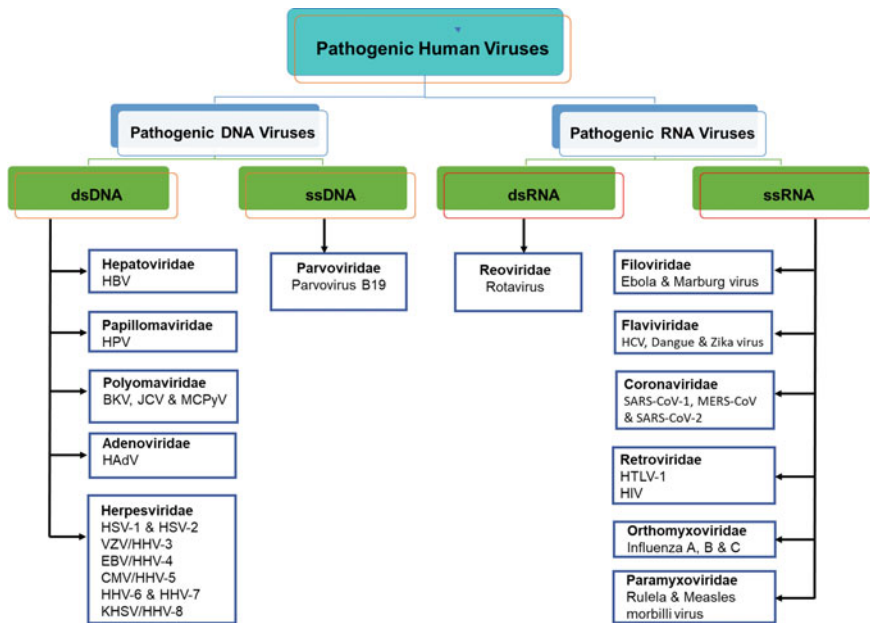 Pathogenic Human Viruses
Pathogenic DNA Viruses
Pathogenic RNA Viruses
dsDNA
ssDNA
dsRNA
ssRNA
Hepatoviridae
HBV
Papillomaviridae
HPV
Polyomaviridae
BKV, JCV & MCPyV
Adenoviridae
HAdV
Herpesviridae
HSV-1 & HSV-2
VZV/HHV-3
EBV/HHV-4
CMV/HHV-5
HHV-6 & HHV-7
KHSV/HHV-8
Parvoviridae
Parvovirus B19
Reoviridae
Rotavirus
Filoviridae
Ebola & Marburg virus
Flaviviridae
HCV, Dangue & Zika virus
Coronaviridae
SARS-CoV-1, MERS-CoV
& SARS-CoV-2
Retroviridae
HTLV-1
HIV
Orthomyxoviridae
Influenza A, B & C
Paramyxoviridae
Rulela & Measles
morbilli virus